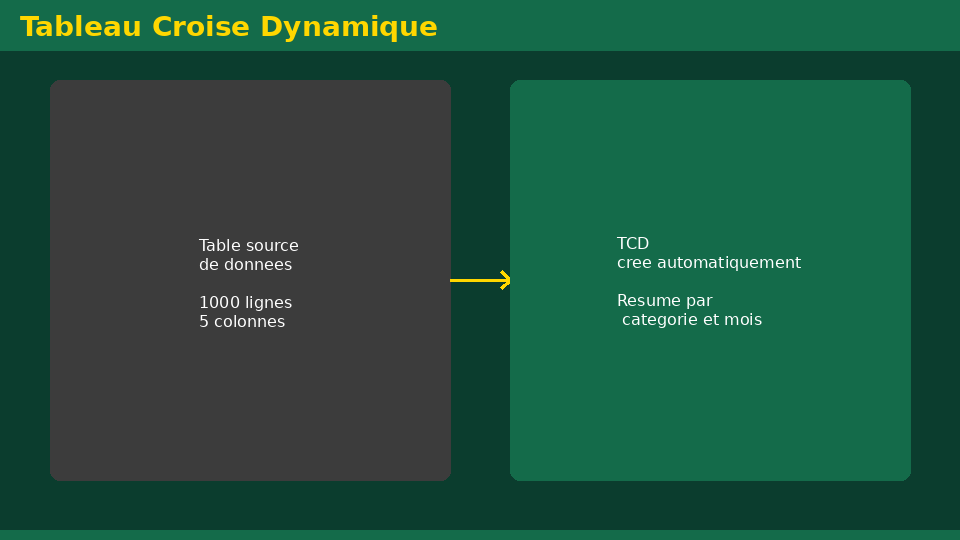 Tableau Croise Dynamique
Table source
de donnees
1000 lignes
5 colonnes
TCD
cree automatiquement
Resume par
categorie et mois